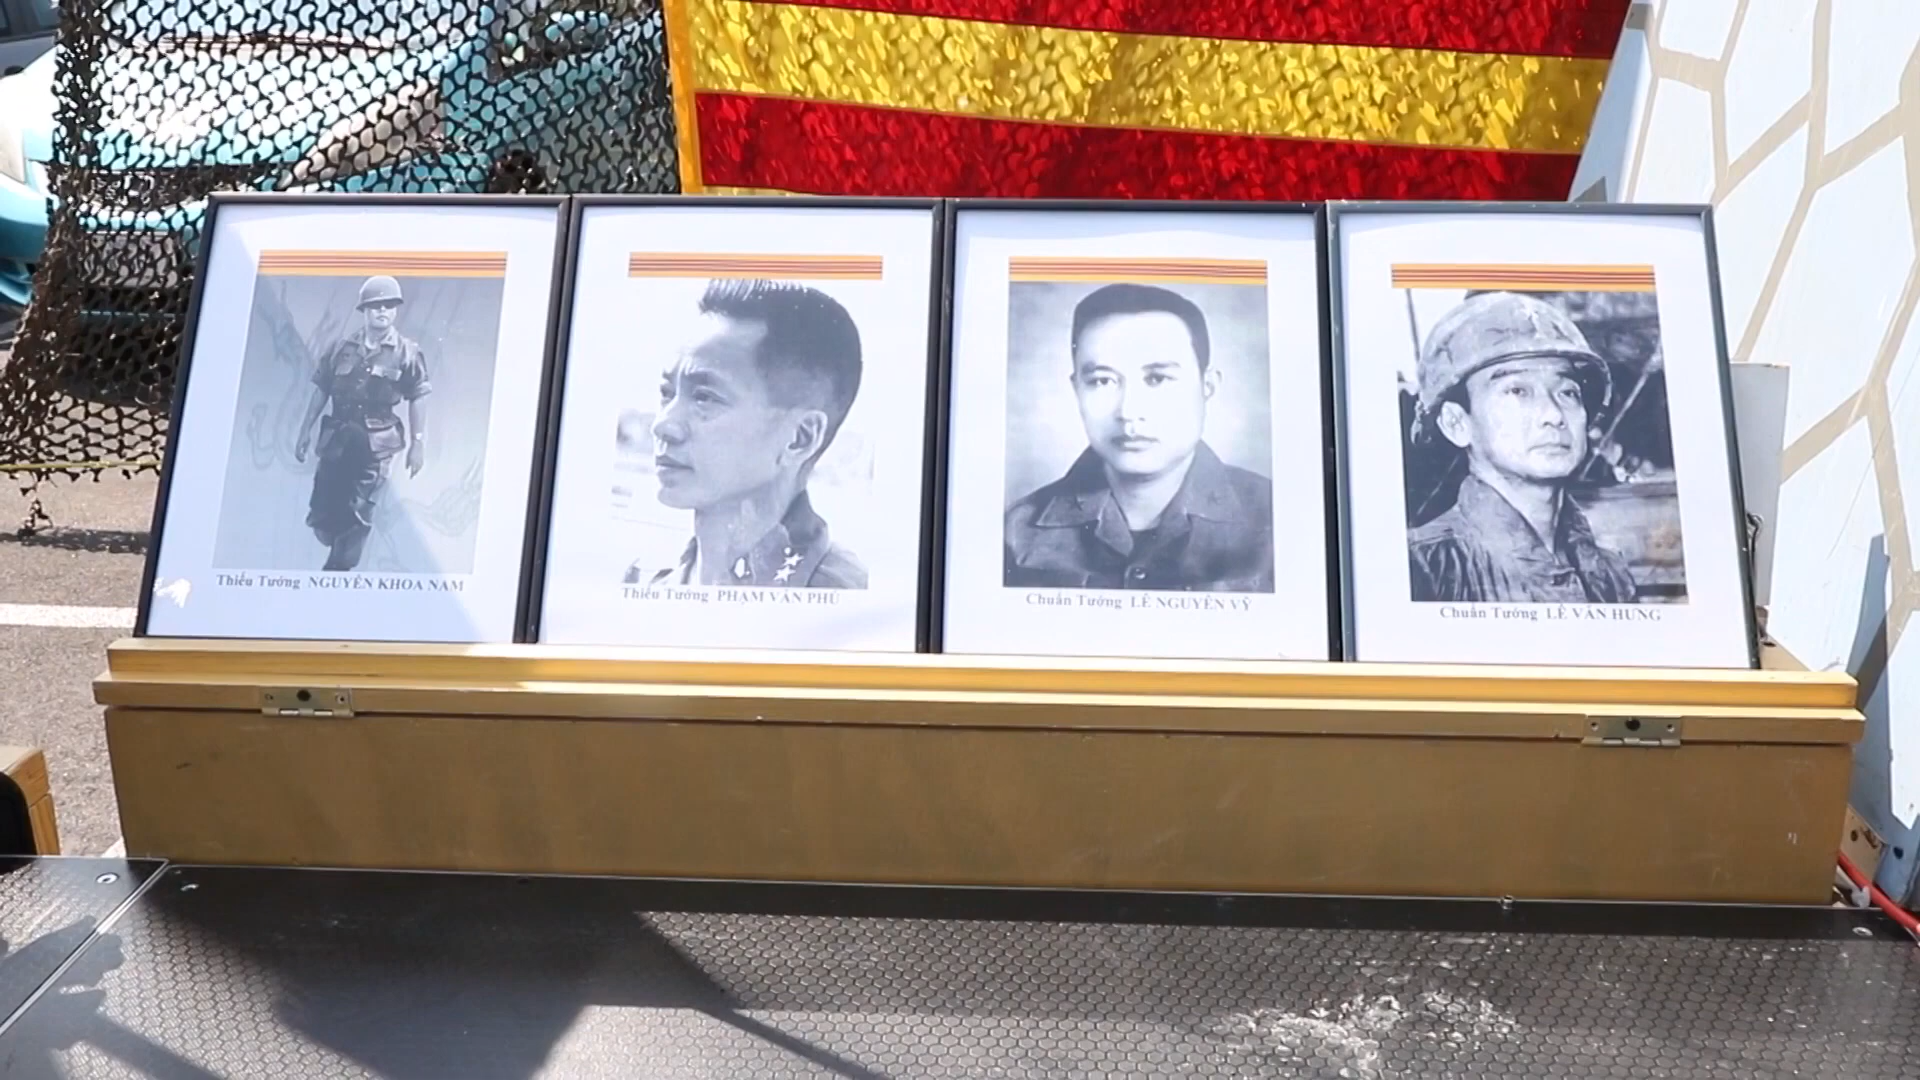 Thiếu Tướng NGUYỄN KHOA NAM
Thiếu Tướng PHẠM VĂN PHÚ
Chuẩn Tướng LÊ NGUYÊN VỸ
Chuẩn Tướng LÊ VĂN HƯNG